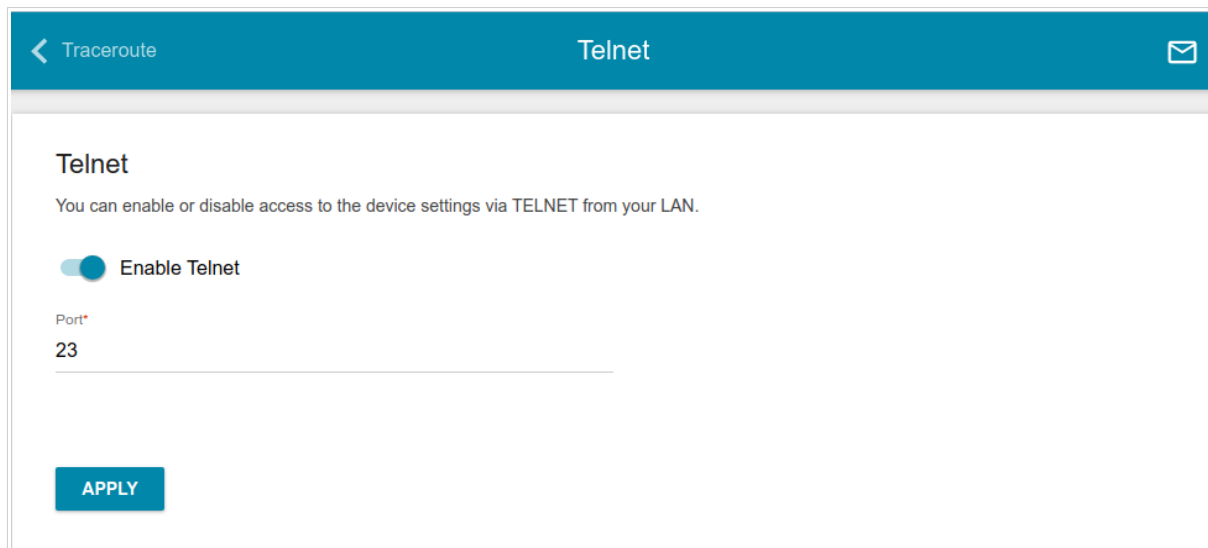 Traceroute
Telnet
Telnet
You can enable or disable access to the device settings via TELNET from your LAN.
Enable Telnet
Port*
23
APPLY